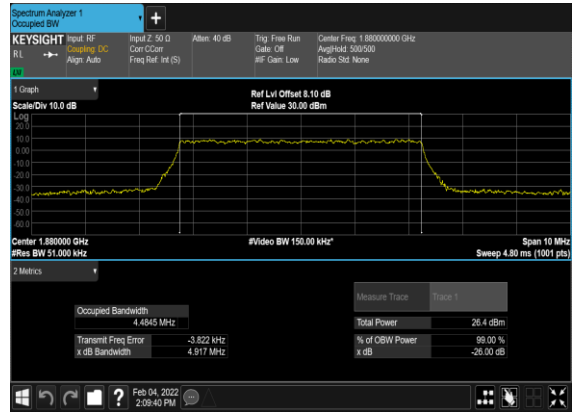 Spectrum Analyzer 1
Occupied BW
+
KEYSIGHT Input: RF Input Z: 50 Ω Atten: 40 dB Trig: Free Run Center Freq: 1.880000000 GHz
RL Coupling: DC Corr CCorr Gate: Off Avg|Hold: 500/500
Align: Auto Freq Ref: Int (S) #IF Gain: Low Radio Std: None
LW
1 Graph
Ref Lvl Offset 8.10 dB
Scale/Div 10.0 dB Ref Value 30.00 dBm
Log
20.0
10.0
0.00
-10.0
-20.0
-30.0
-40.0
-50.0
-60.0
Center 1.880000 GHz #Video BW 150.00 kHz* Span 10 MHz
#Res BW 51.000 kHz Sweep 4.80 ms (1001 pts)
2 Metrics
Measure Trace Trace 1
Occupied Bandwidth
4.4845 MHz Total Power 26.4 dBm
Transmit Freq Error -3.822 kHz % of OBW Power 99.00 %
x dB Bandwidth 4.917 MHz x dB -26.00 dB
? Feb 04, 2022
2:09:40 PM